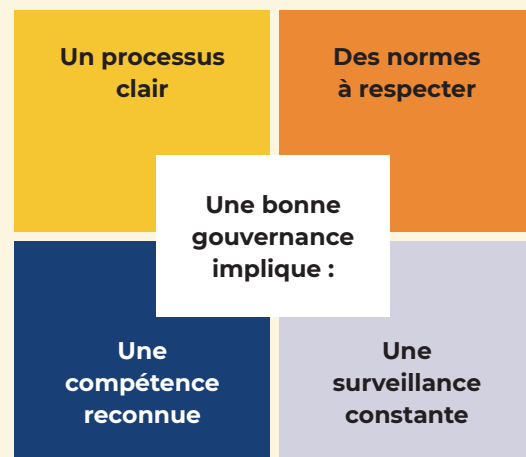 Un processus
clair
Des normes
à respecter
Une bonne
gouvernance
implique :
Une
compétence
reconnue
Une
surveillance
constante